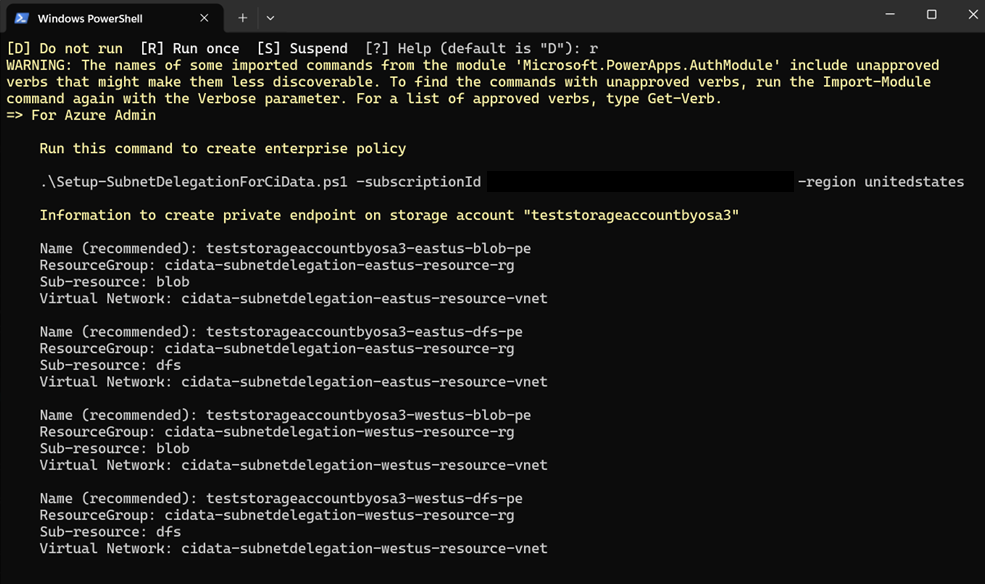 Windows PowerShell
[D] Do not run  [R] Run once  [S] Suspend  [?] Help (default is "D"): r
WARNING: The names of some imported commands from the module 'Microsoft.PowerApps.AuthModule' include unapproved
verbs that might make them less discoverable. To find the commands with unapproved verbs, run the Import-Module
command again with the Verbose parameter. For a list of approved verbs, type Get-Verb.
=> For Azure Admin
Run this command to create enterprise policy
.\Setup-SubnetDelegationForCiData.ps1 -subscriptionId -region unitedstates
Information to create private endpoint on storage account "teststorageaccountbyosa3"
Name (recommended): teststorageaccountbyosa3-eastus-blob-pe
ResourceGroup: cidata-subnetdelegation-eastus-resource-rg
Sub-resource: blob
Virtual Network: cidata-subnetdelegation-eastus-resource-vnet
Name (recommended): teststorageaccountbyosa3-eastus-dfs-pe
ResourceGroup: cidata-subnetdelegation-eastus-resource-rg
Sub-resource: dfs
Virtual Network: cidata-subnetdelegation-eastus-resource-vnet
Name (recommended): teststorageaccountbyosa3-westus-blob-pe
ResourceGroup: cidata-subnetdelegation-westus-resource-rg
Sub-resource: blob
Virtual Network: cidata-subnetdelegation-westus-resource-vnet
Name (recommended): teststorageaccountbyosa3-westus-dfs-pe
ResourceGroup: cidata-subnetdelegation-westus-resource-rg
Sub-resource: dfs
Virtual Network: cidata-subnetdelegation-westus-resource-vnet